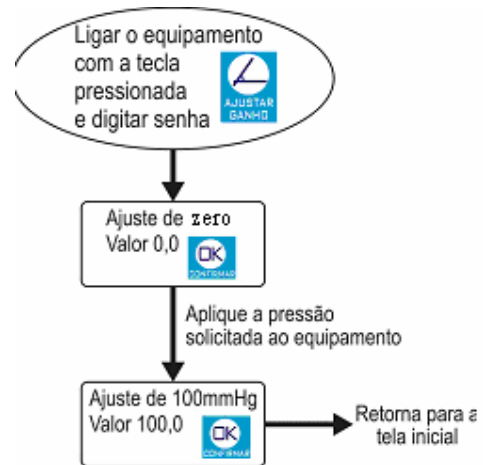 Ligar o equipamento
com a tecla
pressionada
e digitar senha
AJUSTAR
GANHO
Ajuste de zero
Valor 0,0
OK
CONFIRMAR
Aplique a pressão
solicitada ao equipamento
Ajuste de 100mmHg
Valor 100,0
OK
CONFIRMAR
Retorna para a
tela inicial